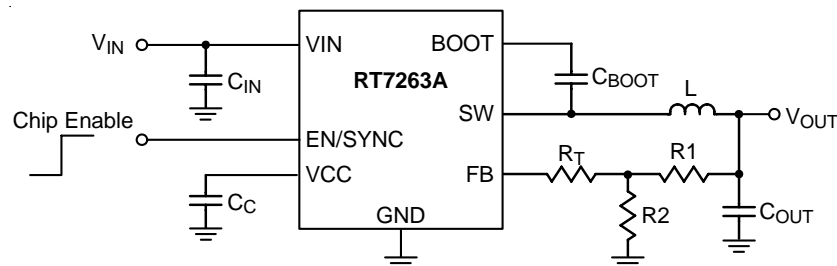 VIN
VIN
BOOT
CIN
RT7263A
CBOOT
SW
L
VOUT
Chip Enable
EN/SYNC
VCC
FB
RT
R1
CC
GND
R2
COUT